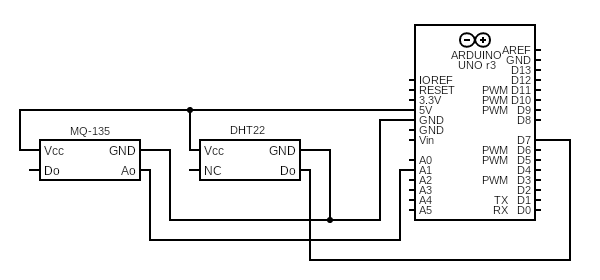 ARDUINO
UNO r3
AREF
GND
D13
IOREF D12
RESET PWM D11
3.3V PWM D10
5V PWM D9
GND D8
GND
Vin D7
PWM D6
A0 PWM D5
A1 D4
A2 PWM D3
A3 D2
A4 TX D1
A5 RX D0
MQ-135
Vcc GND
Do Ao
DHT22
Vcc GND
NC Do